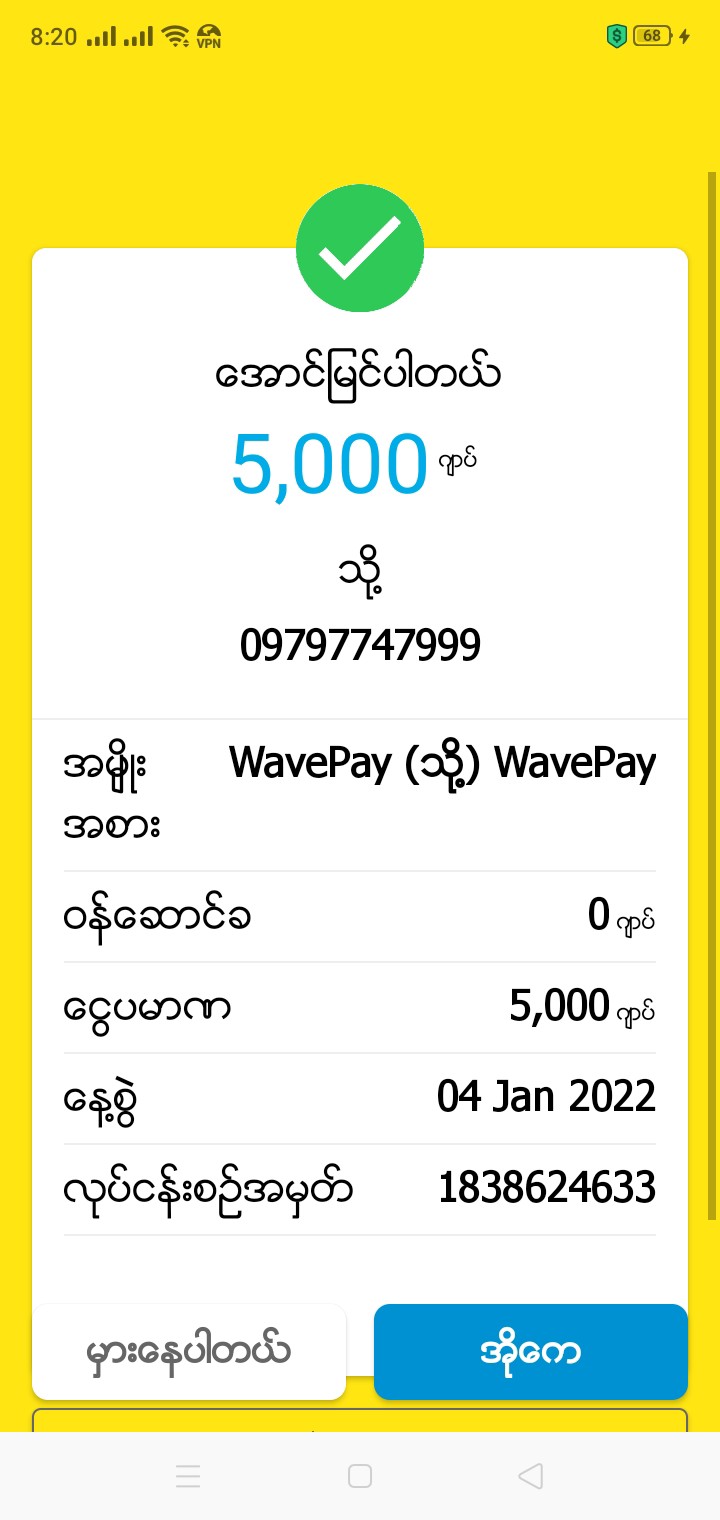 8:20
VPN
68
အောင်မြင်ပါတယ်
5,000 ကျပ်
သို့
09797747999
အမျိုး WavePay (သို့) WavePay
အစား
ဝန်ဆောင်ခ 0 ကျပ်
ငွေပမာဏ 5,000 ကျပ်
နေ့စွဲ 04 Jan 2022
လုပ်ငန်းစဉ်အမှတ် 1838624633
မှားနေပါတယ် အိုကေ